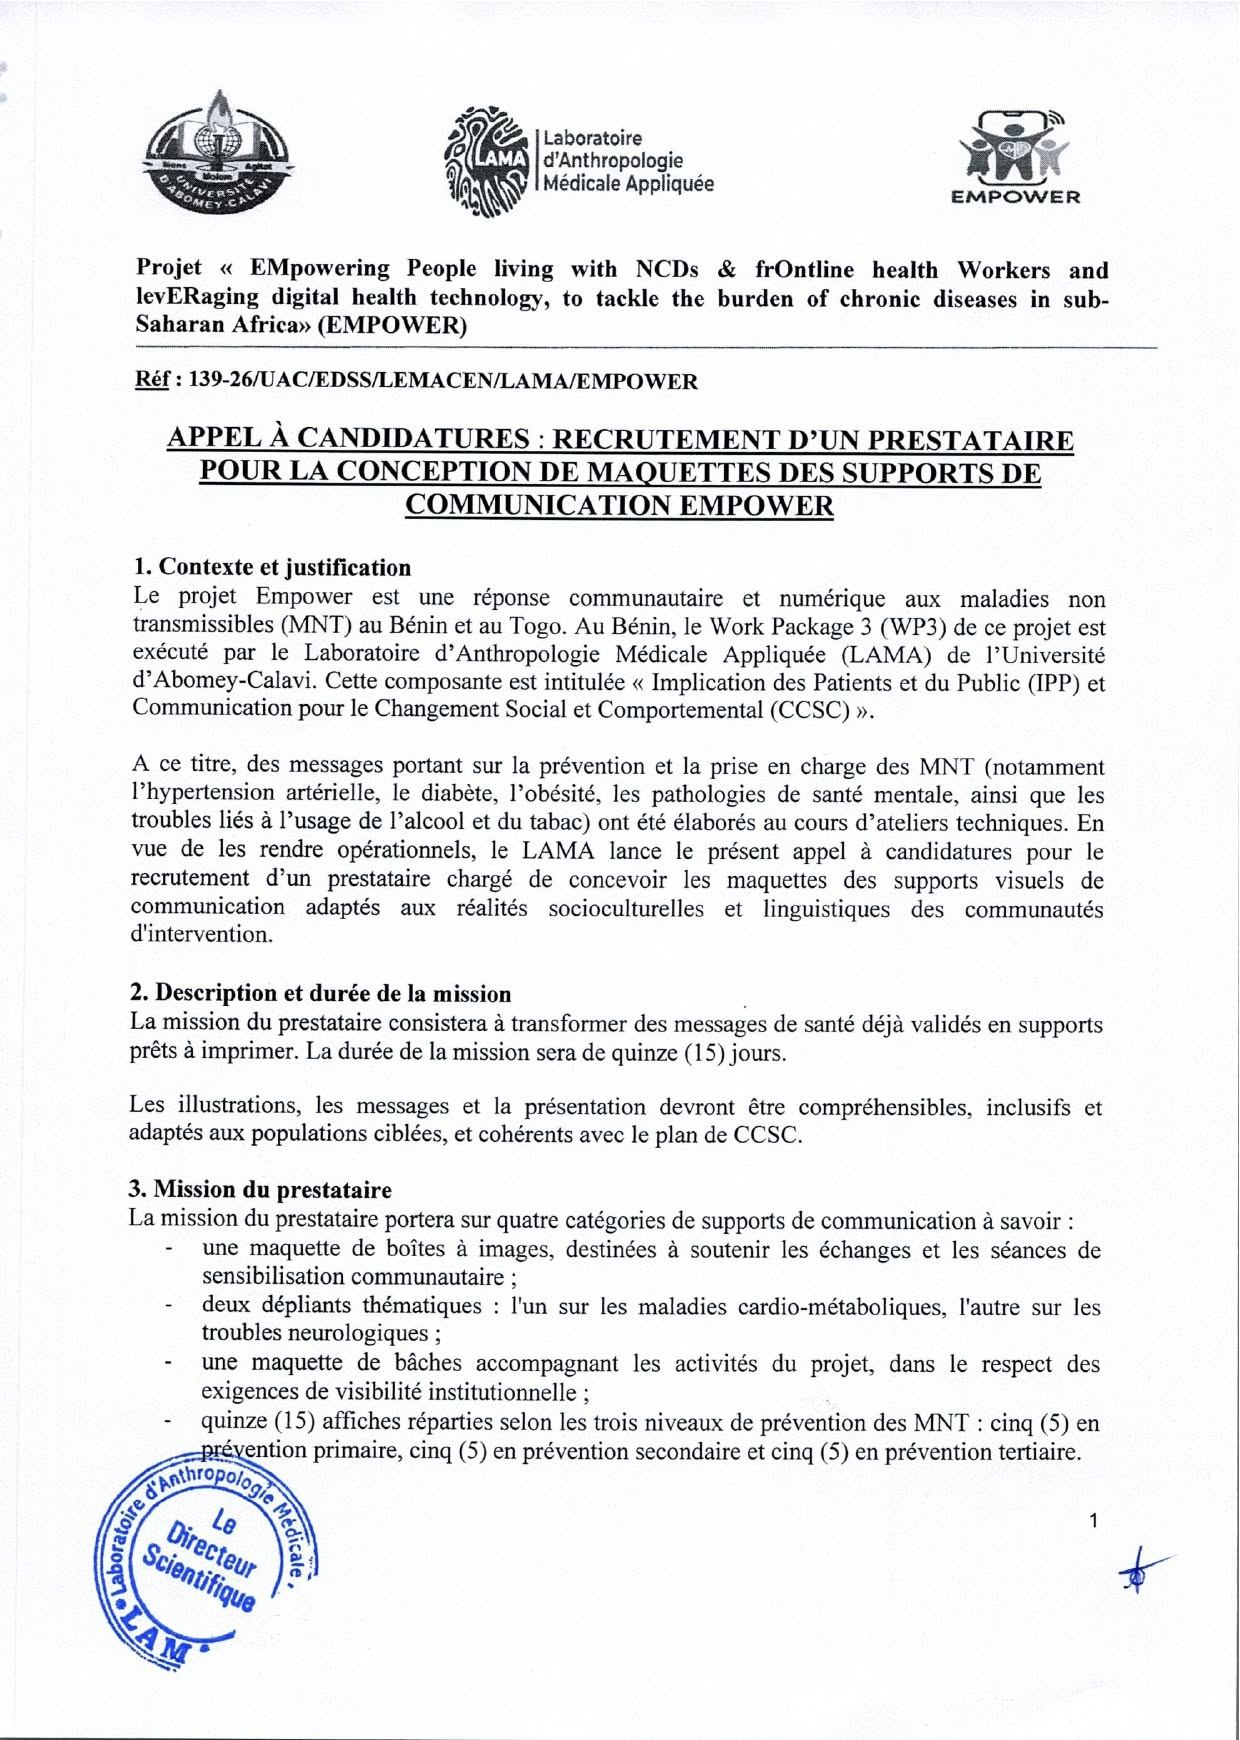 Mens Molem Agitat
UNIVERSITÉ
D'ABOMEY-CALAVI
LAMA
Laboratoire
d'Anthropologie
Médicale Appliquée
EMPOWER
Projet « EMpowering People living with NCDs & frOntline health Workers and
levERaging digital health technology, to tackle the burden of chronic diseases in sub-
Saharan Africa» (EMPOWER)
Réf : 139-26/UAC/EDSS/LEMACEN/LAMA/EMPOWER
APPEL À CANDIDATURES : RECRUTEMENT D'UN PRESTATAIRE
POUR LA CONCEPTION DE MAQUETTES DES SUPPORTS DE
COMMUNICATION EMPOWER
1. Contexte et justification
Le projet Empower est une réponse communautaire et numérique aux maladies non
transmissibles (MNT) au Bénin et au Togo. Au Bénin, le Work Package 3 (WP3) de ce projet est
exécuté par le Laboratoire d'Anthropologie Médicale Appliquée (LAMA) de l'Université
d'Abomey-Calavi. Cette composante est intitulée « Implication des Patients et du Public (IPP) et
Communication pour le Changement Social et Comportemental (CCSC) ».
A ce titre, des messages portant sur la prévention et la prise en charge des MNT (notamment
l'hypertension artérielle, le diabète, l'obésité, les pathologies de santé mentale, ainsi que les
troubles liés à l'usage de l'alcool et du tabac) ont été élaborés au cours d'ateliers techniques. En
vue de les rendre opérationnels, le LAMA lance le présent appel à candidatures pour le
recrutement d'un prestataire chargé de concevoir les maquettes des supports visuels de
communication adaptés aux réalités socioculturelles et linguistiques des communautés
d'intervention.
2. Description et durée de la mission
La mission du prestataire consistera à transformer des messages de santé déjà validés en supports
prêts à imprimer. La durée de la mission sera de quinze (15) jours.
Les illustrations, les messages et la présentation devront être compréhensibles, inclusifs et
adaptés aux populations ciblées, et cohérents avec le plan de CCSC.
3. Mission du prestataire
La mission du prestataire portera sur quatre catégories de supports de communication à savoir :
- une maquette de boîtes à images, destinées à soutenir les échanges et les séances de
sensibilisation communautaire ;
- deux dépliants thématiques : l'un sur les maladies cardio-métaboliques, l'autre sur les
troubles neurologiques ;
- une maquette de bâches accompagnant les activités du projet, dans le respect des
exigences de visibilité institutionnelle ;
- quinze (15) affiches réparties selon les trois niveaux de prévention des MNT : cinq (5) en
prévention primaire, cinq (5) en prévention secondaire et cinq (5) en prévention tertiaire.
Laboratoire d'Anthropologie Médicale
Le
Directeur
Scientifique
LAM
1